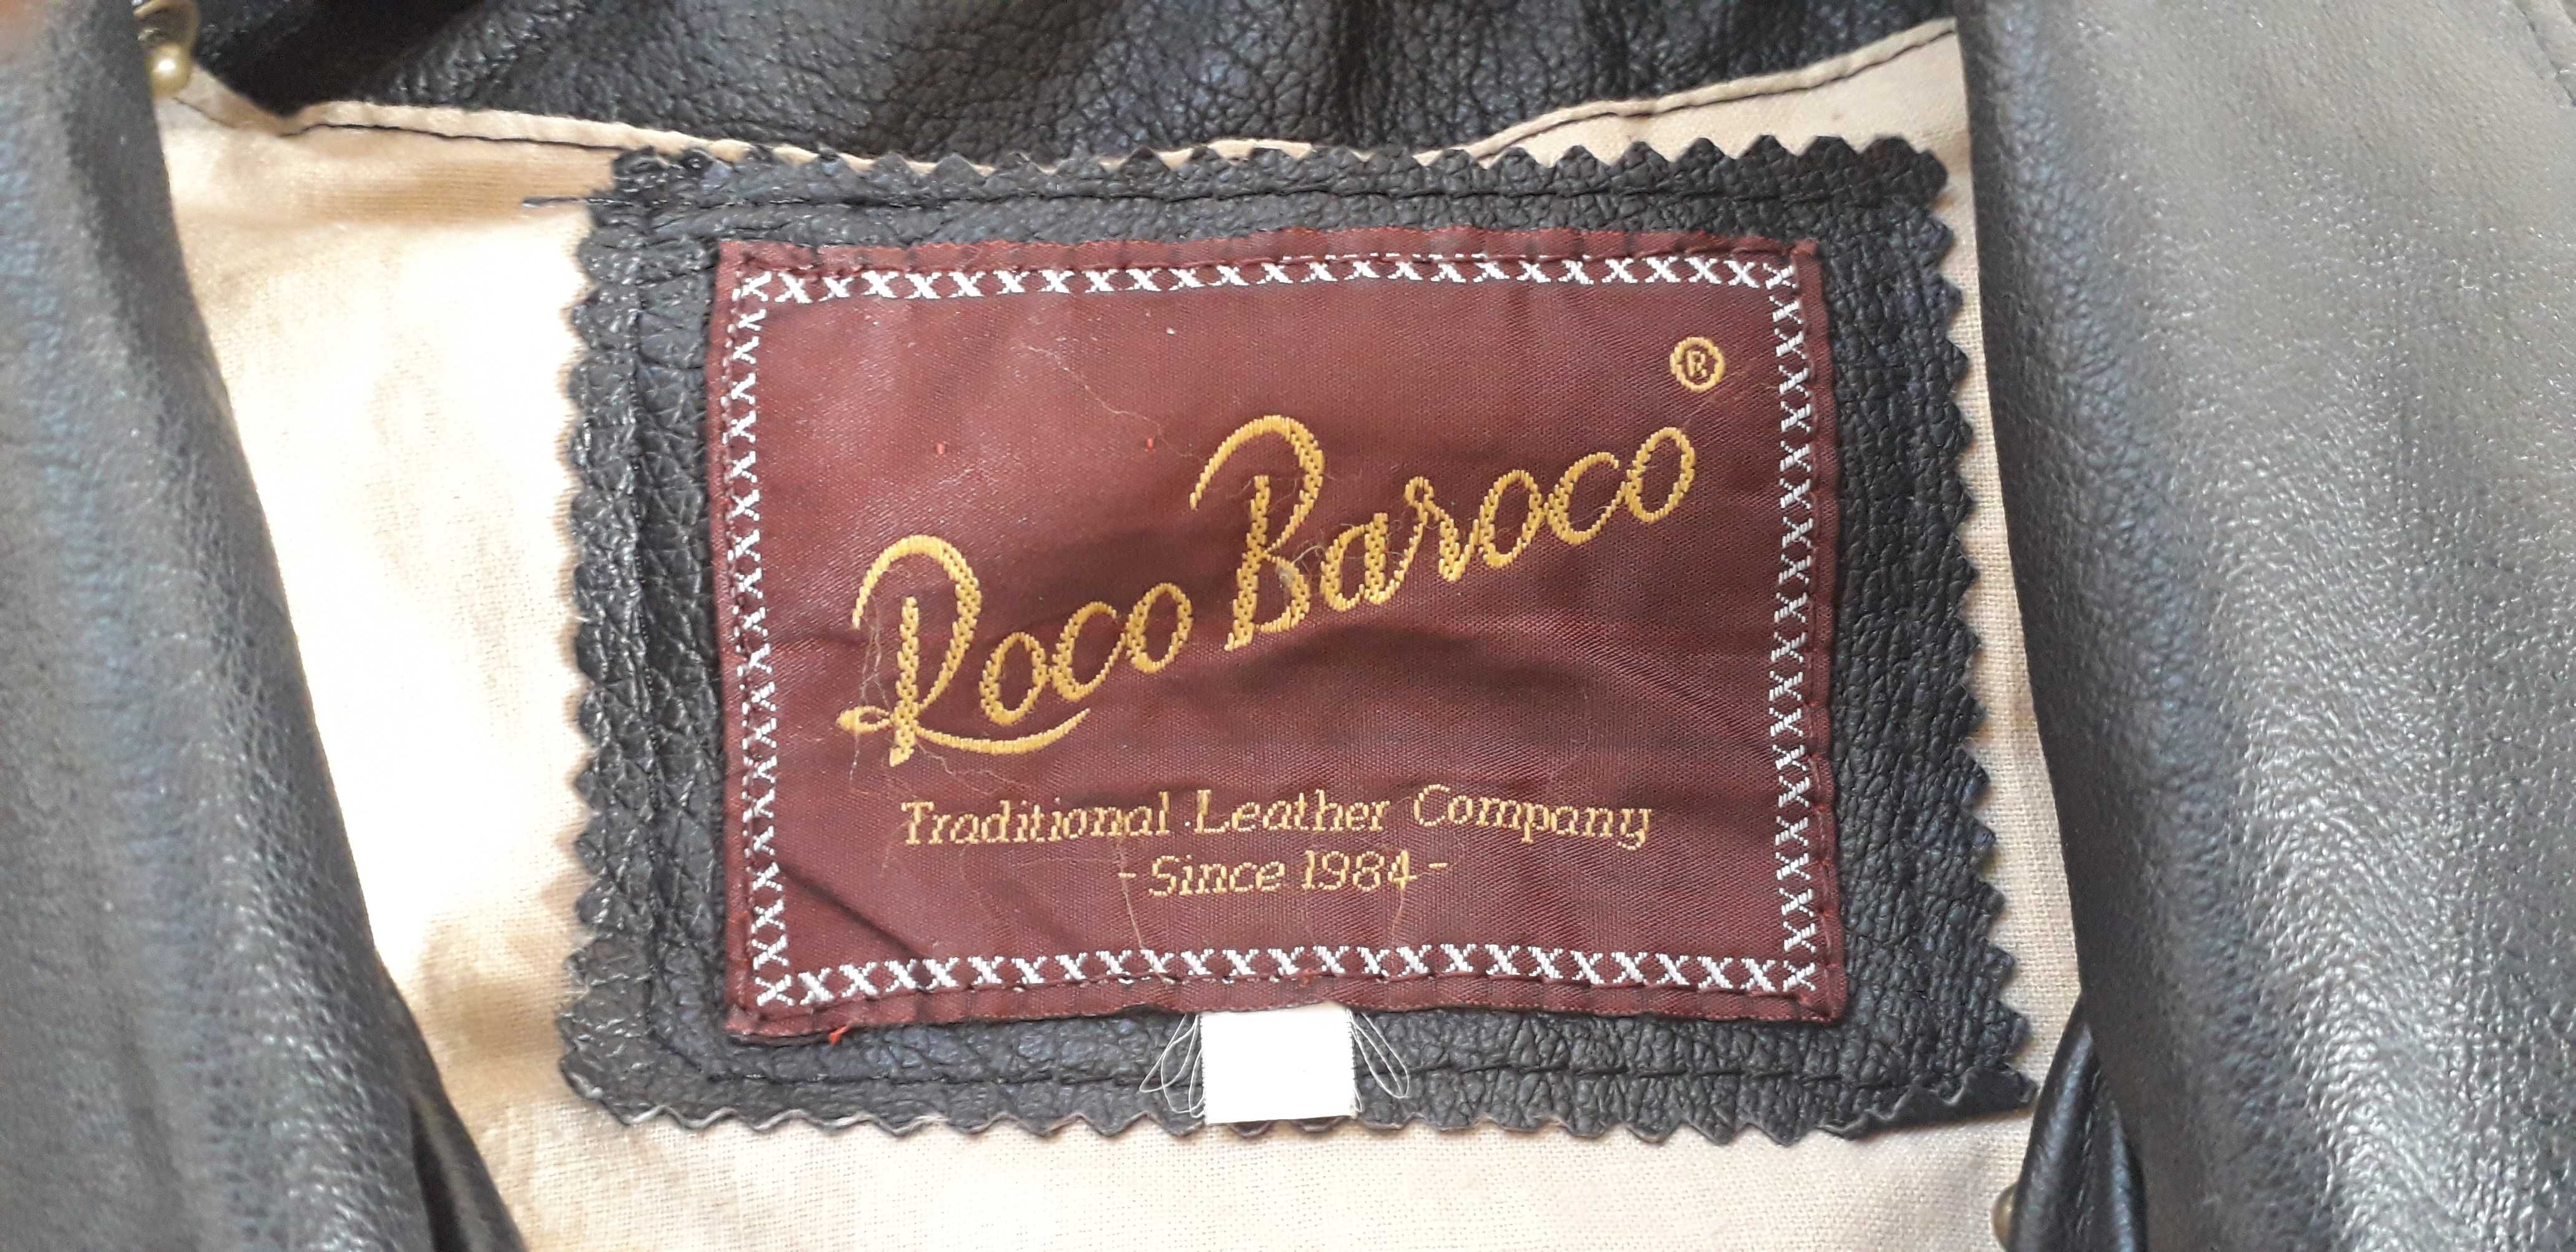 ®
Roco Baroco
Traditional Leather Company
-Since 1984-